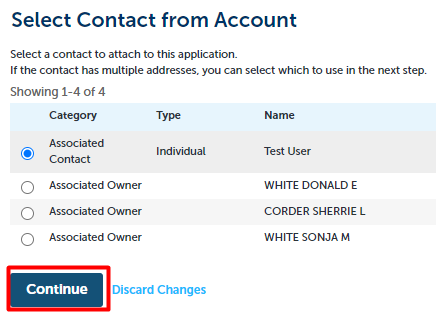 Select Contact from Account
Select a contact to attach to this application.
If the contact has multiple addresses, you can select which to use in the next step.
Showing 1-4 of 4
Category Type Name
Associated Contact Individual Test User
Associated Owner WHITE DONALD E
Associated Owner CORDER SHERRIE L
Associated Owner WHITE SONJA M
Continue Discard Changes